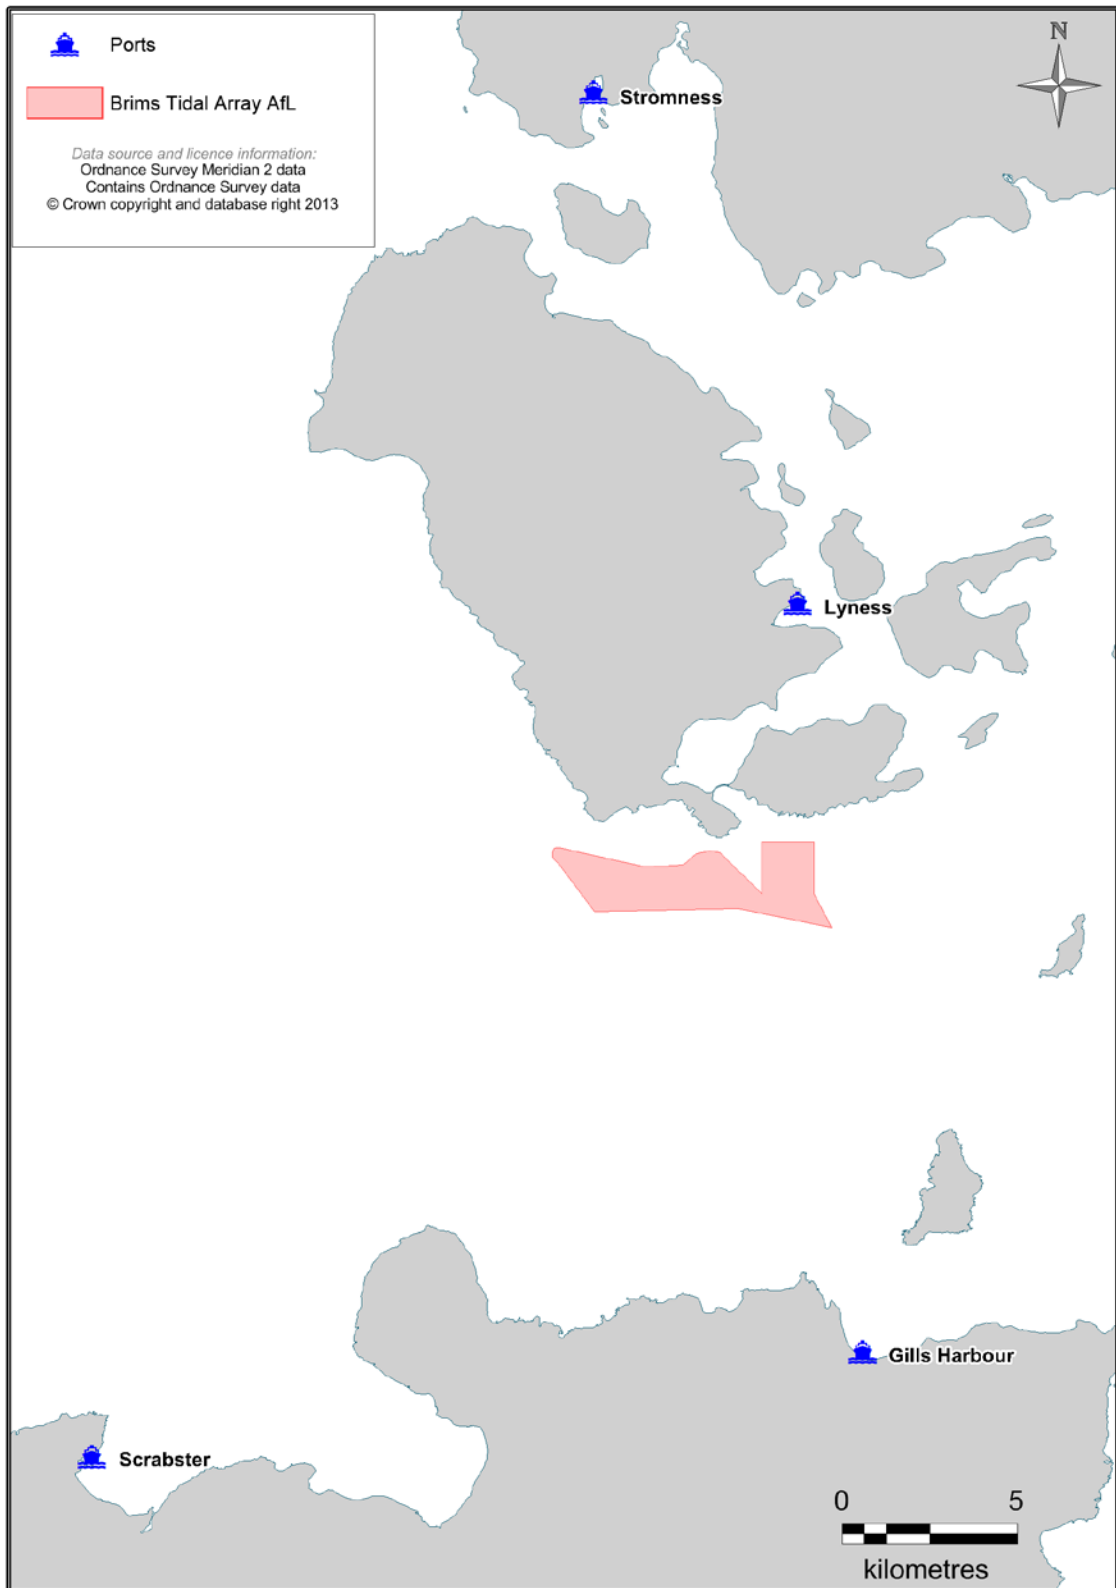 Ports
Brims Tidal Array AfL
Data source and licence information:
Ordnance Survey Meridian 2 data
Contains Ordnance Survey data
© Crown copyright and database right 2013
N
Stromness
Lyness
Gills Harbour
Scrabster
0 5
kilometres